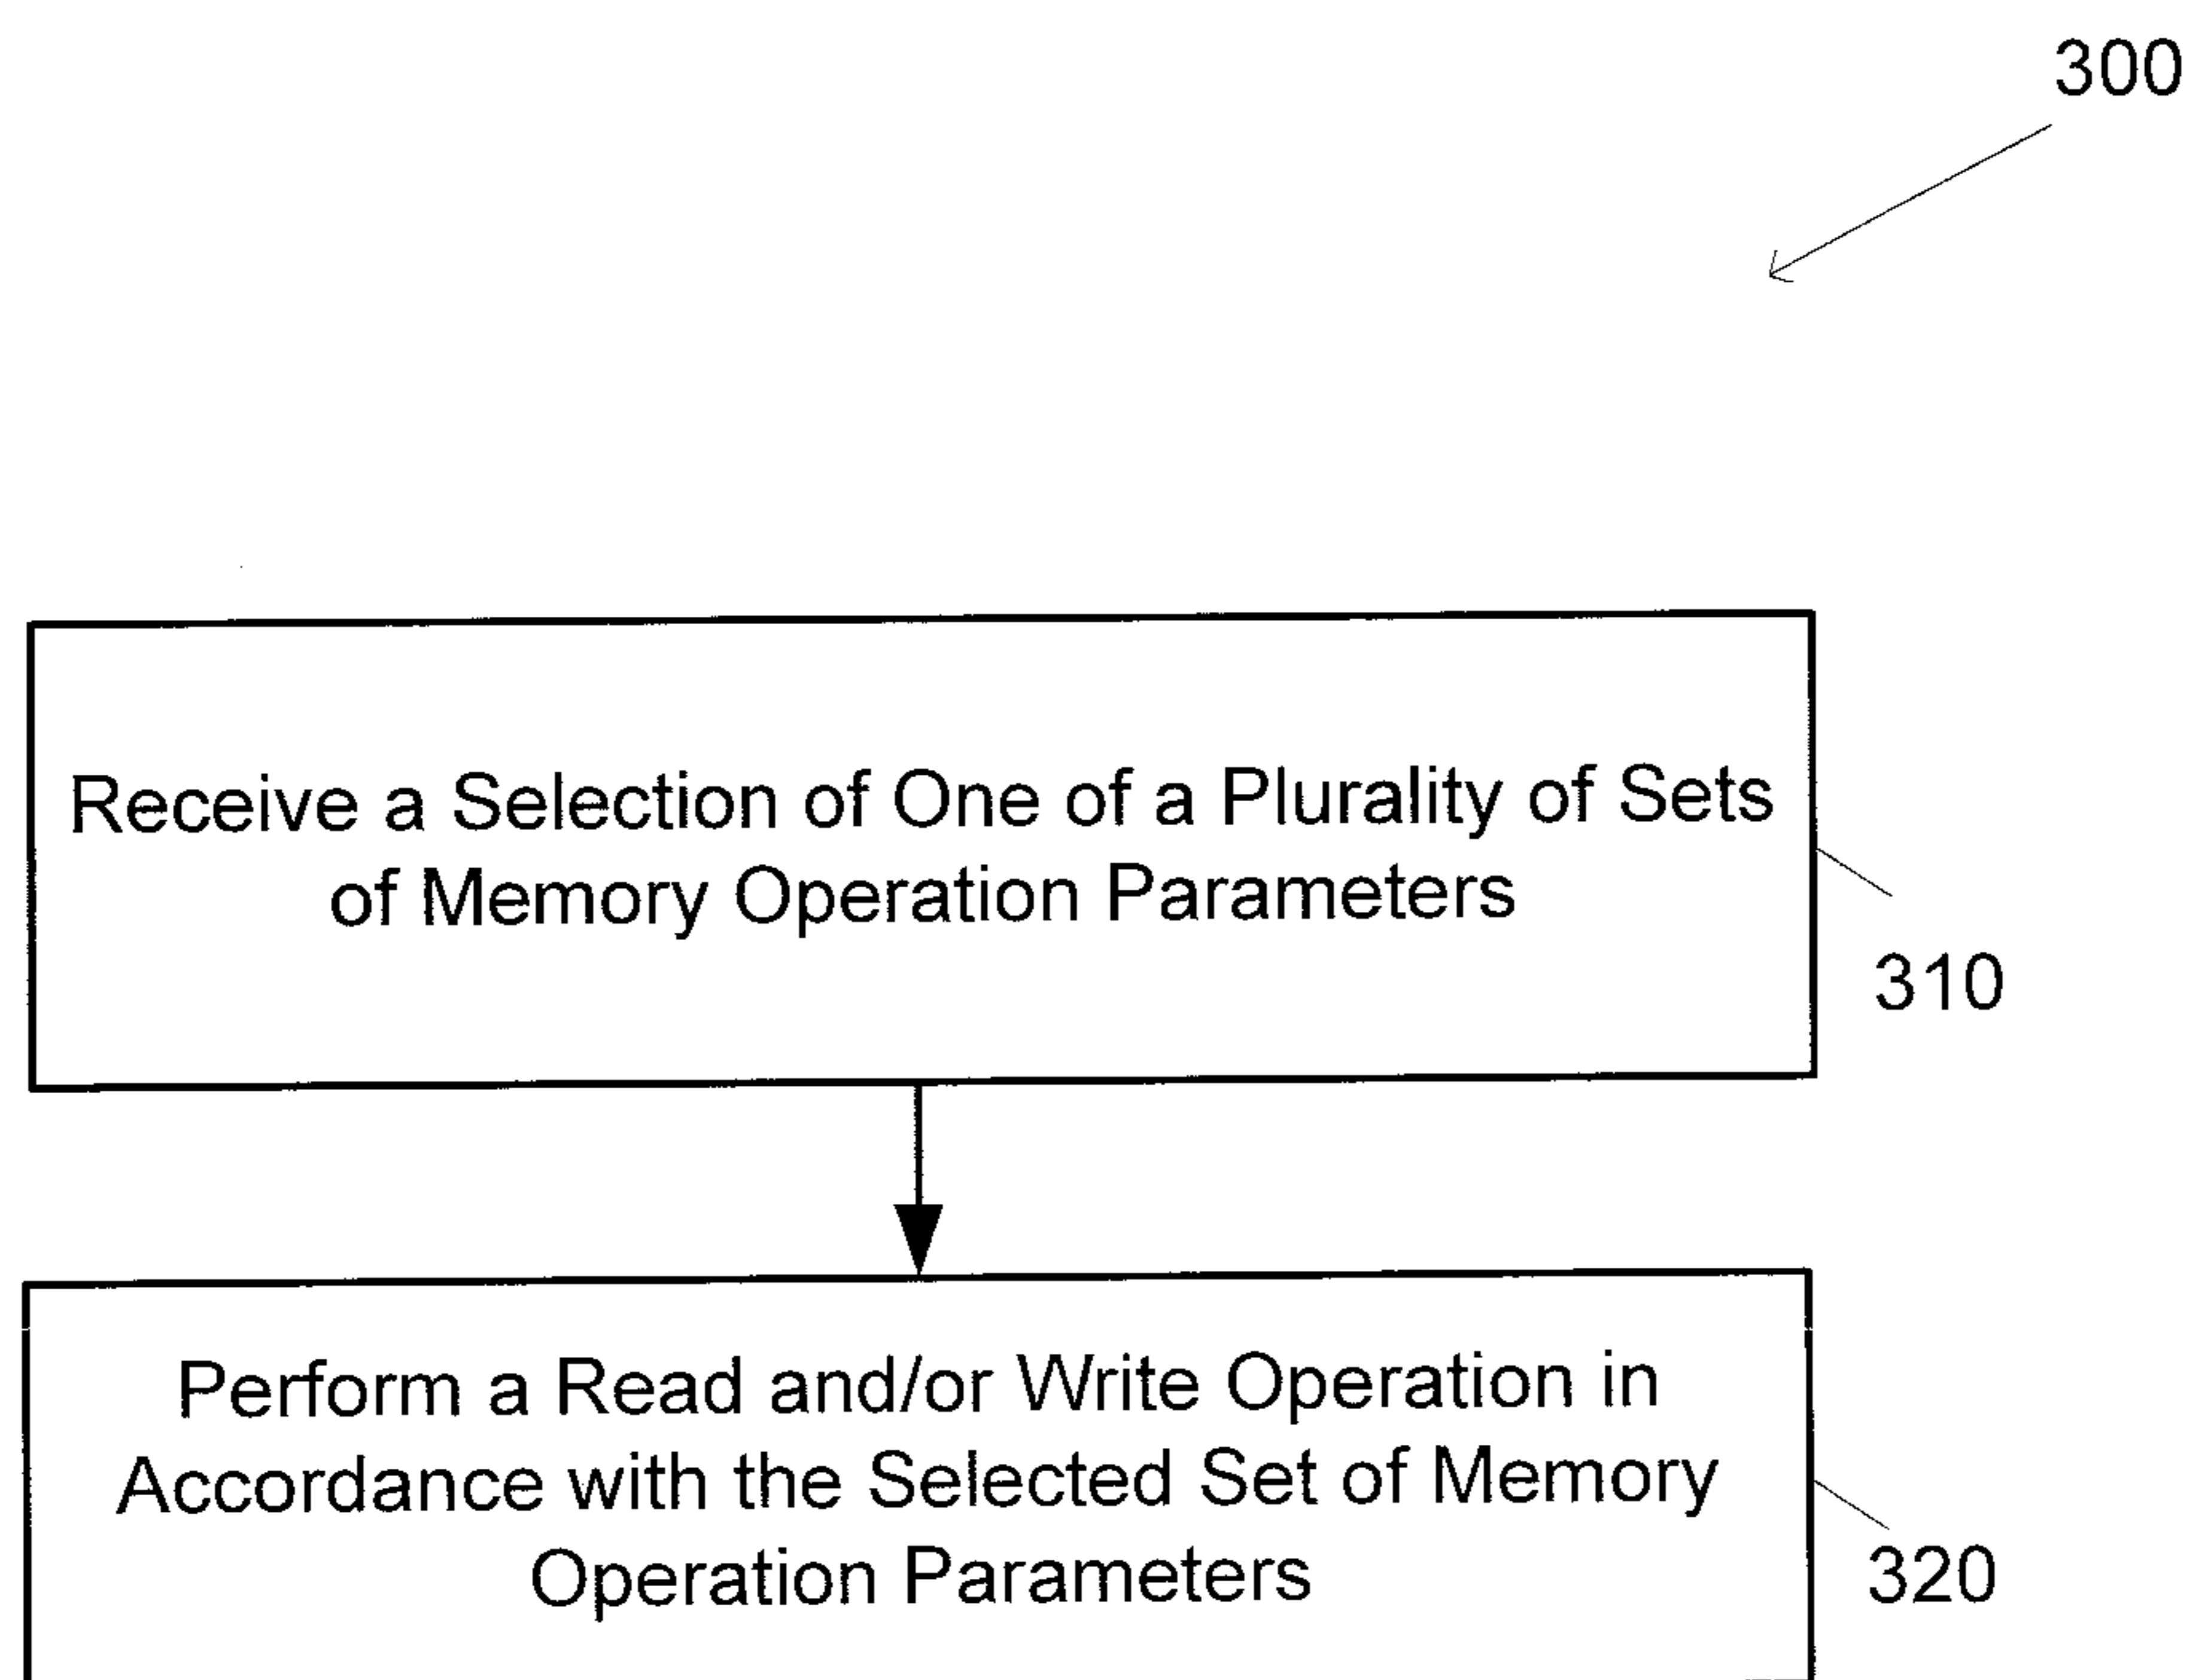 300
Receive a Selection of One of a Plurality of Sets
of Memory Operation Parameters
310
Perform a Read and/or Write Operation in
Accordance with the Selected Set of Memory
Operation Parameters
320